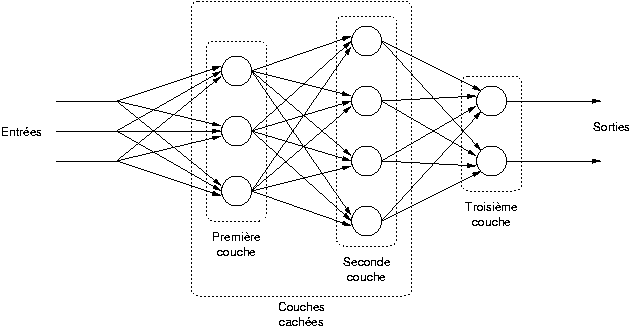 Entrées
Première
couche
Seconde
couche
Troisième
couche
Sorties
Couches
cachées